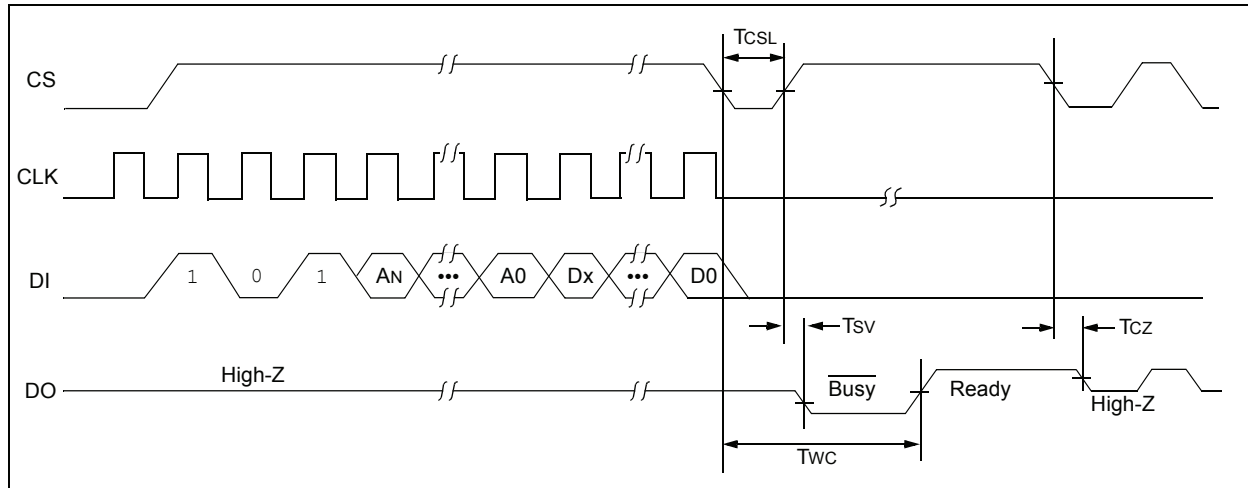 TCSL
CS
CLK
DI
1 0 1 AN ••• A0 Dx ••• D0
TSV
TCZ
DO
High-Z
Busy
Ready
High-Z
TWC